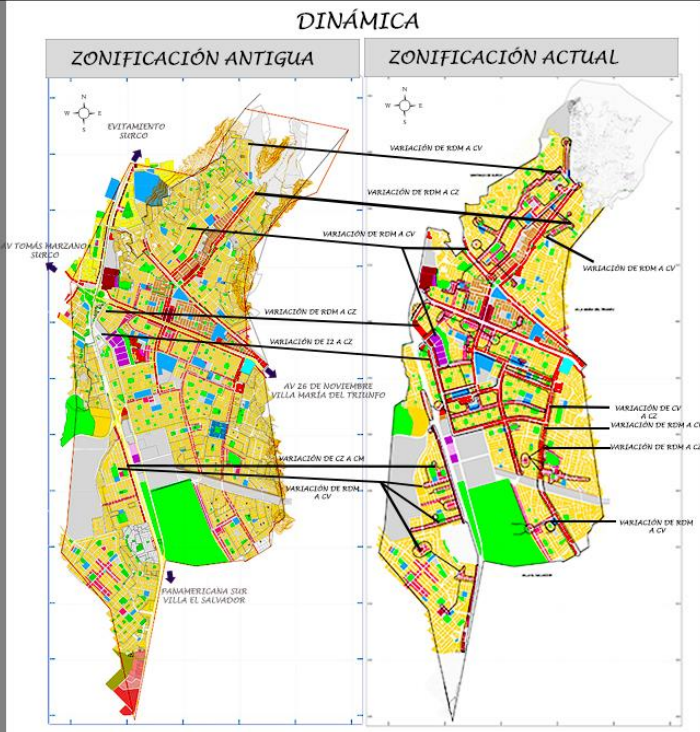 DINÁMICA
ZONIFICACIÓN ANTIGUA
ZONIFICACIÓN ACTUAL
N
W E
S
N
W E
S
EVITAMIENTO
SURCO
VARIACIÓN DE RDM A CV
VARIACIÓN DE RDM A CZ
AV TOMÁS MARZANO
SURCO
VARIACIÓN DE RDM A CV
VARIACIÓN DE RDM A CV
VARIACIÓN DE RDM A CZ
VARIACIÓN DE I2 A CZ
AV 26 DE NOVIEMBRE
VILLA MARÍA DEL TRIUNFO
VARIACIÓN DE CV
A CZ
VARIACIÓN DE RDM A
VARIACIÓN DE RDM A CZ
VARIACIÓN DE CZ A CM
VARIACIÓN DE RDM
A CV
VARIACIÓN DE RDM
A CV
PANAMERICANA SUR
VILLA EL SALVADOR